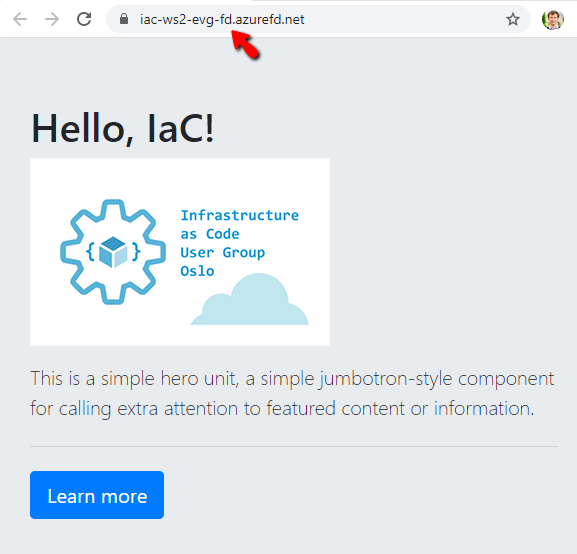 iac-ws2-evg-fd.azurefd.net
Hello, IaC!
Infrastructure
as Code
User Group
Oslo
This is a simple hero unit, a simple jumbotron-style component
for calling extra attention to featured content or information.
Learn more